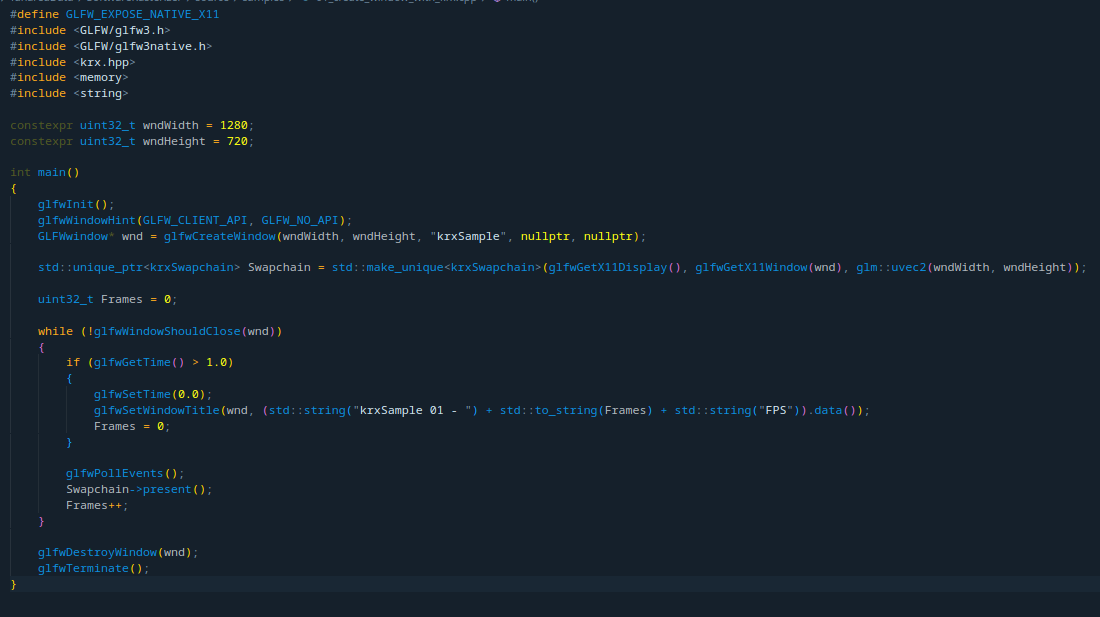 #define GLFW_EXPOSE_NATIVE_X11
#include <GLFW/glfw3.h>
#include <GLFW/glfw3native.h>
#include <krx.hpp>
#include <memory>
#include <string>
constexpr uint32_t wndWidth = 1280;
constexpr uint32_t wndHeight = 720;
int main()
{
    glfwInit();
    glfwWindowHint(GLFW_CLIENT_API, GLFW_NO_API);
    GLFWwindow* wnd = glfwCreateWindow(wndWidth, wndHeight, "krxSample", nullptr, nullptr);
    std::unique_ptr<krxSwapchain> Swapchain = std::make_unique<krxSwapchain>(glfwGetX11Display(), glfwGetX11Window(wnd), glm::uvec2(wndWidth, wndHeight));
    uint32_t Frames = 0;
    while (!glfwWindowShouldClose(wnd))
    {
        if (glfwGetTime() > 1.0)
        {
            glfwSetTime(0.0);
            glfwSetWindowTitle(wnd, (std::string("krxSample 01 - ") + std::to_string(Frames) + std::string("FPS")).data());
            Frames = 0;
        }
        glfwPollEvents();
        Swapchain->present();
        Frames++;
    }
    glfwDestroyWindow(wnd);
    glfwTerminate();
}